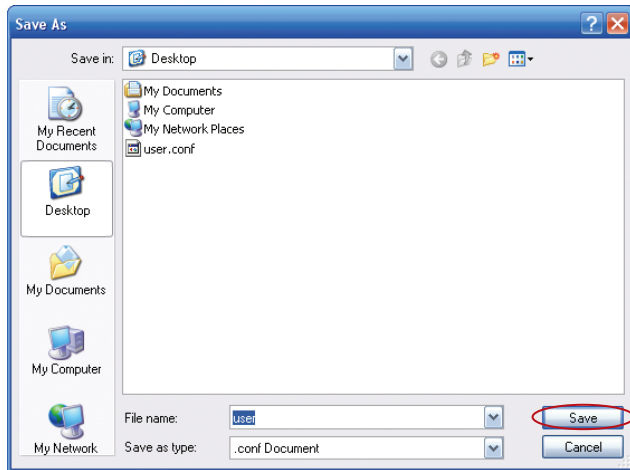 Save As
Save in: Desktop
My Recent
Documents
Desktop
My Documents
My Computer
My Network
My Documents
My Computer
My Network Places
user.conf
File name: user
Save as type: .conf Document
Save
Cancel